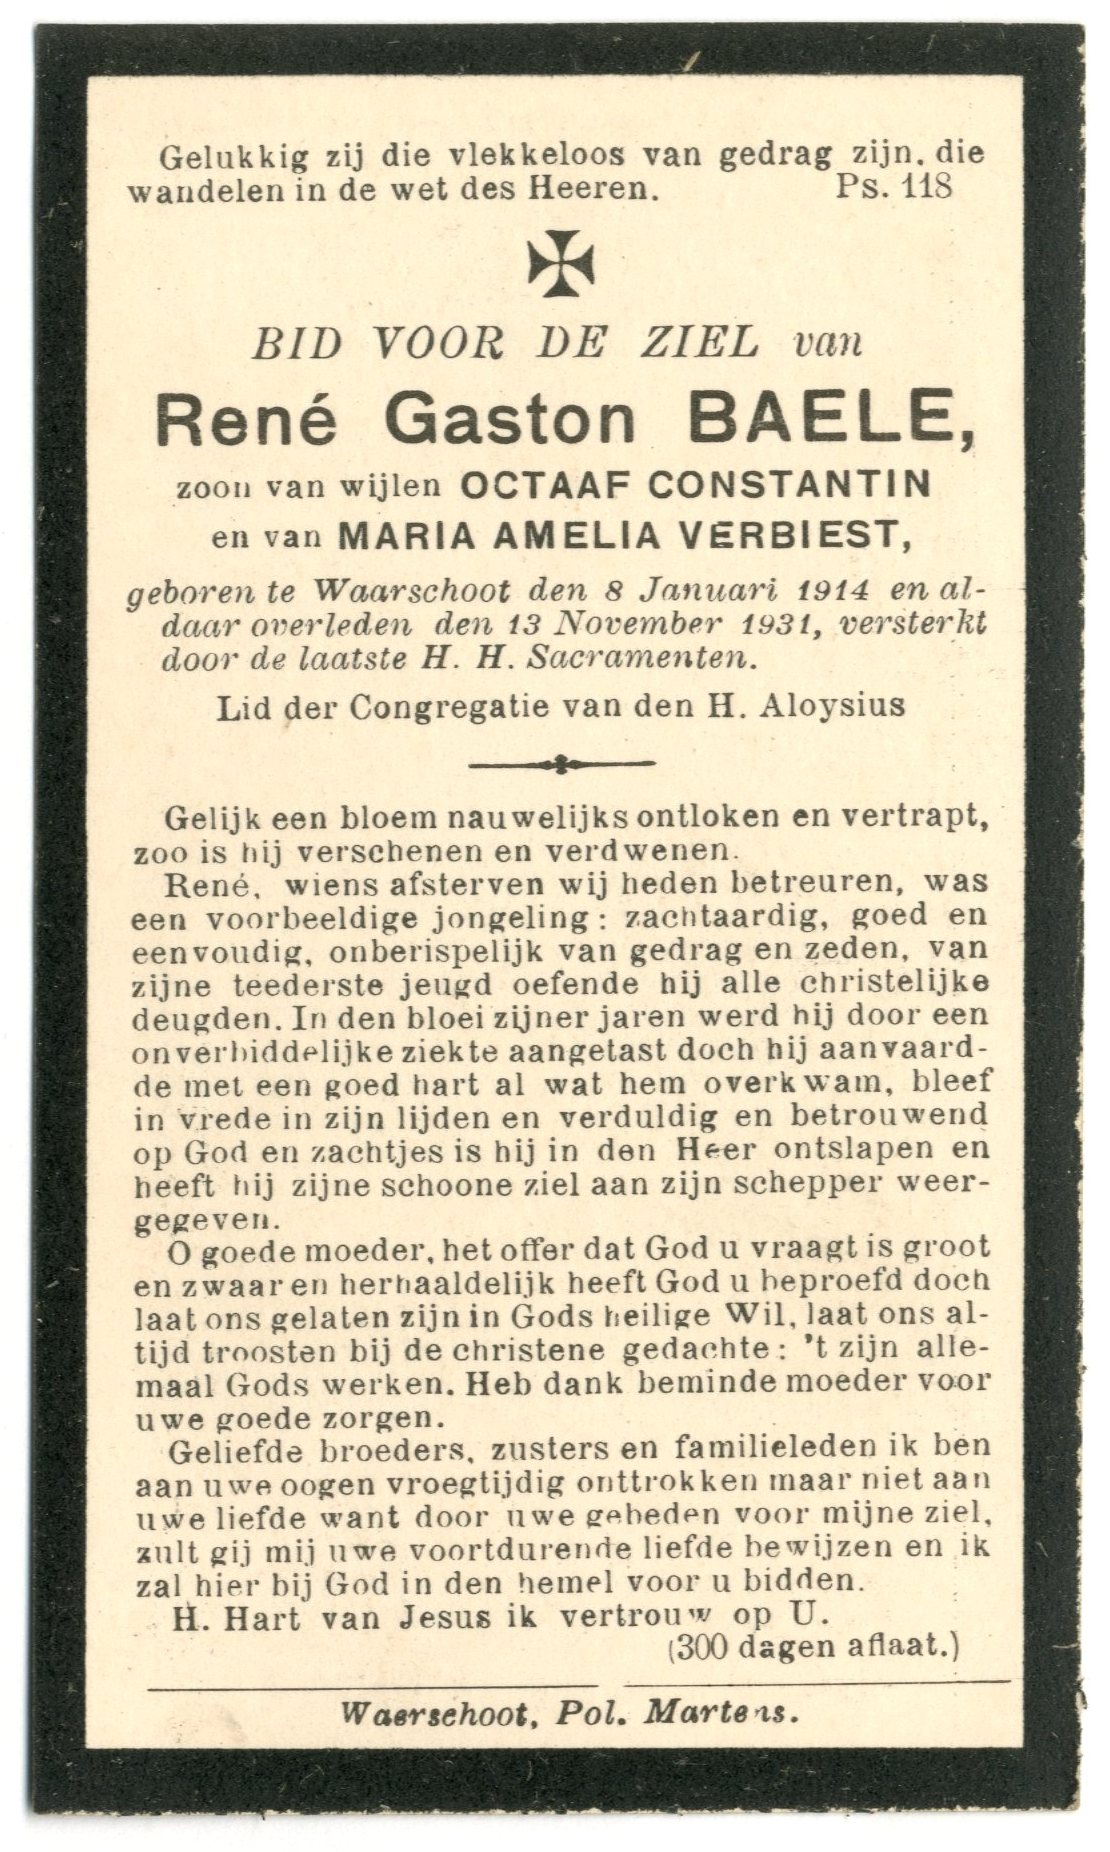 Gelukkig zij die vlekkeloos van gedrag zijn, die
wandelen in de wet des Heeren. Ps. 118
BID VOOR DE ZIEL van
René Gaston BAELE,
zoon van wijlen OCTAAF CONSTANTIN
en van MARIA AMELIA VERBIEST,
geboren te Waarschoot den 8 Januari 1914 en al-
daar overleden den 13 November 1931, versterkt
door de laatste H. H. Sacramenten.
Lid der Congregatie van den H. Aloysius
Gelijk een bloem nauwelijks ontloken en vertrapt,
zoo is hij verschenen en verdwenen.
René, wiens afsterven wij heden betreuren, was
een voorbeeldige jongeling: zachtaardig, goed en
eenvoudig, onberispelijk van gedrag en zeden, van
zijne teederste jeugd oefende hij alle christelijke
deugden. In den bloei zijner jaren werd hij door een
onverbiddelijke ziekte aangetast doch hij aanvaard-
de met een goed hart al wat hem overkwam, bleef
in vrede in zijn lijden en verduldig en betrouwend
op God en zachtjes is hij in den Heer ontslapen en
heeft hij zijne schoone ziel aan zijn schepper weer-
gegeven.
O goede moeder, het offer dat God u vraagt is groot
en zwaar en herhaaldelijk heeft God u beproefd doch
laat ons gelaten zijn in Gods heilige Wil, laat ons al-
tijd troosten bij de christene gedachte: 't zijn alle-
maal Gods werken. Heb dank beminde moeder voor
uwe goede zorgen.
Geliefde broeders, zusters en familieleden ik ben
aan uwe oogen vroegtijdig onttrokken maar niet aan
uwe liefde want door uwe gebeden voor mijne ziel,
zult gij mij uwe voortdurende liefde bewijzen en ik
zal hier bij God in den hemel voor u bidden.
H. Hart van Jesus ik vertrouw op U.
(300 dagen aflaat.)
Waerschoot, Pol. Martens.